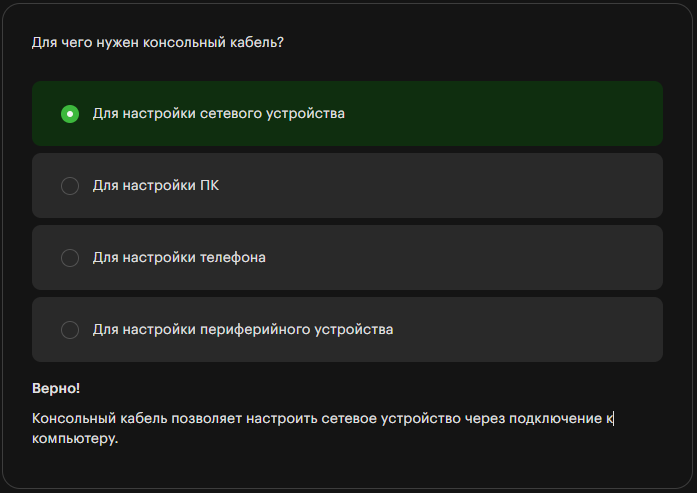 Для чего нужен консольный кабель?
Для настройки сетевого устройства
Для настройки ПК
Для настройки телефона
Для настройки периферийного устройства
Верно!
Консольный кабель позволяет настроить сетевое устройство через подключение к
компьютеру.